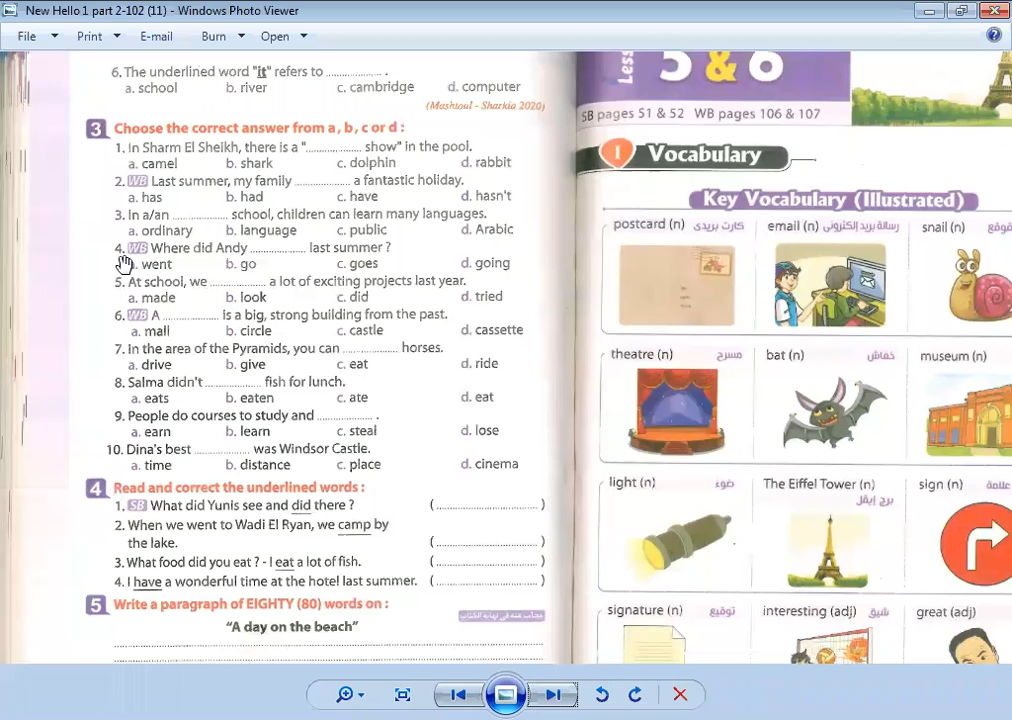 New Hello 1 part 2-102 (11) - Windows Photo Viewer
File Print E-mail Burn Open
6. The underlined word "it" refers to .................. .
a. school b. river c. cambridge d. computer
(Mashtoul - Sharkia 2020)
3 Choose the correct answer from a, b, c or d :
1. In Sharm El Sheikh, there is a "................ show" in the pool.
a. camel b. shark c. dolphin d. rabbit
2. WB Last summer, my family ................ a fantastic holiday.
a. has b. had c. have d. hasn't
3. In a/an ................ school, children can learn many languages.
a. ordinary b. language c. public d. Arabic
4. WB Where did Andy ................ last summer ?
a. went b. go c. goes d. going
5. At school, we ................ a lot of exciting projects last year.
a. made b. look c. did d. tried
6. WB A ................ is a big, strong building from the past.
a. mall b. circle c. castle d. cassette
7. In the area of the Pyramids, you can ................ horses.
a. drive b. give c. eat d. ride
8. Salma didn't ................ fish for lunch.
a. eats b. eaten c. ate d. eat
9. People do courses to study and ................ .
a. earn b. learn c. steal d. lose
10. Dina's best ................ was Windsor Castle.
a. time b. distance c. place d. cinema
4 Read and correct the underlined words :
1. SB What did Yunis see and did there ? (..............................)
2. When we went to Wadi El Ryan, we camp by
the lake. (..............................)
3. What food did you eat ? - I eat a lot of fish. (..............................)
4. I have a wonderful time at the hotel last summer. (..............................)
5 Write a paragraph of EIGHTY (80) words on :
مجاب عنه في نهاية الكتاب
"A day on the beach"
Less
5 & 6
SB pages 51 & 52 WB pages 106 & 107
1 Vocabulary
Key Vocabulary (Illustrated)
postcard (n) كارت بريدى email (n) رسالة بريد إلكترونى snail (n) قوقع
theatre (n) مسرح bat (n) خفاش museum (n)
light (n) ضوء The Eiffel Tower (n) برج إيفل sign (n) علامة
signature (n) توقيع interesting (adj) شيق great (adj)